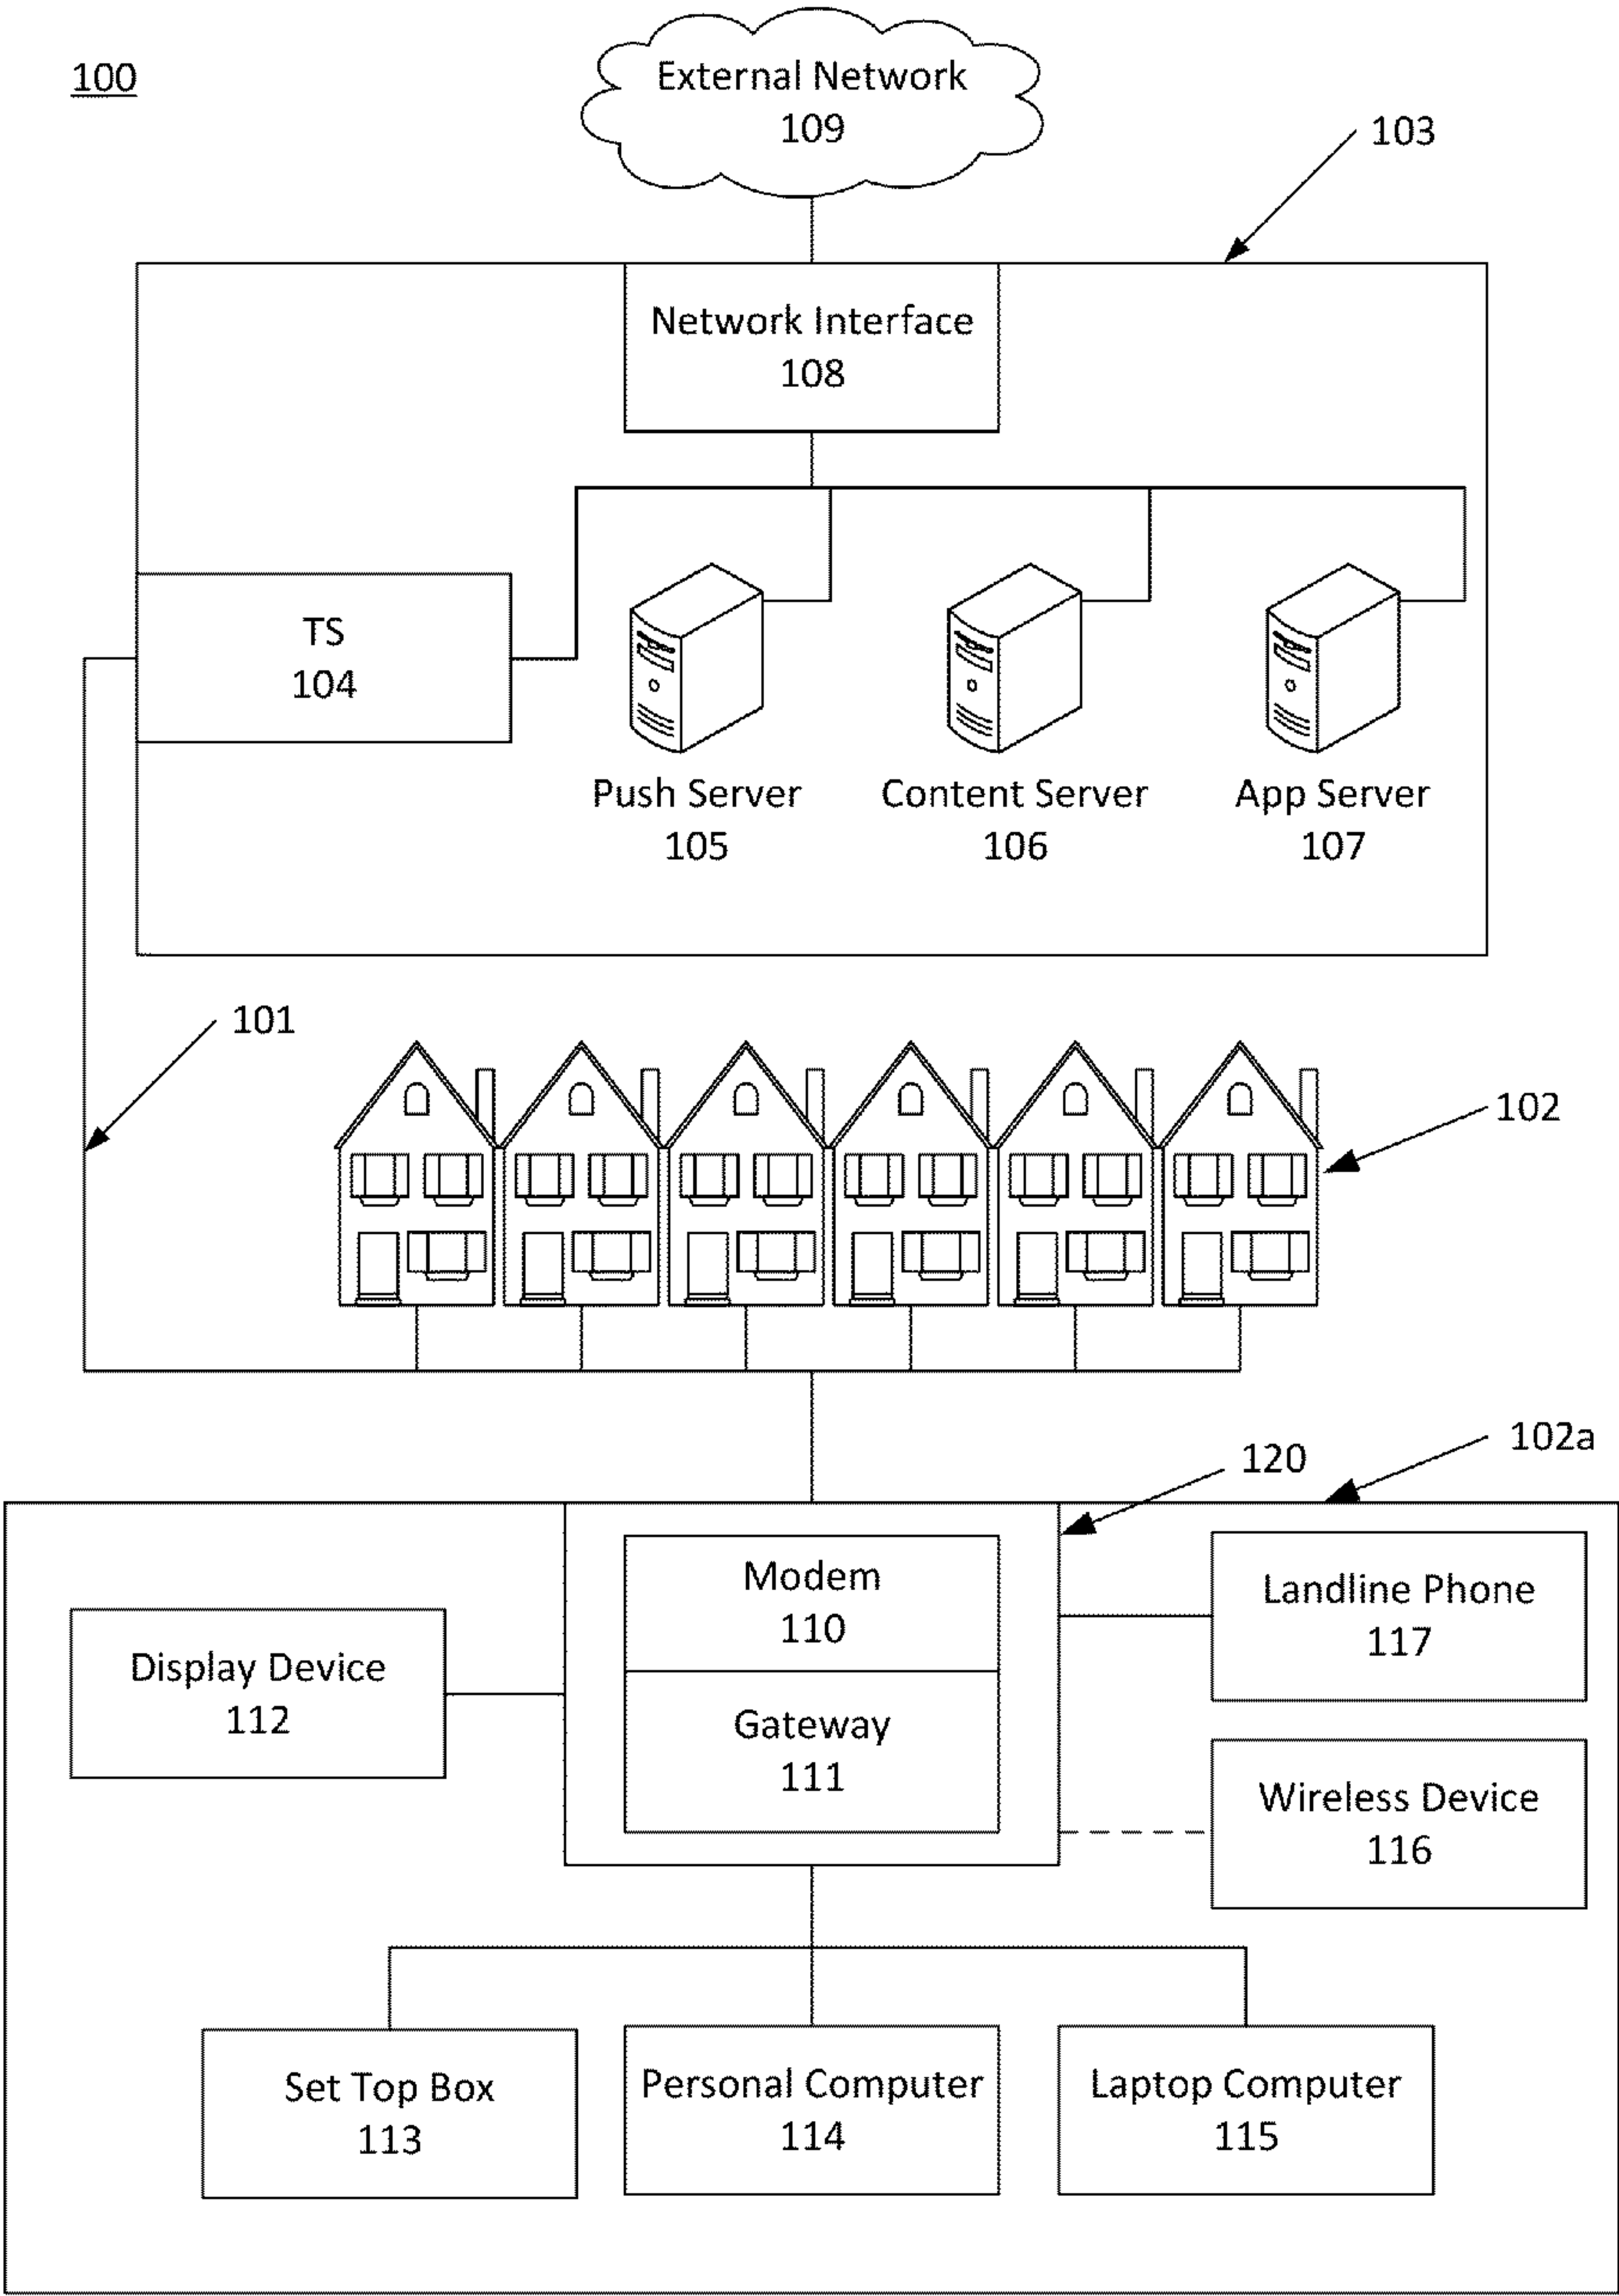 100
External Network
109
103
Network Interface
108
TS
104
Push Server
105
Content Server
106
App Server
107
101
102
102a
120
Modem
110
Gateway
111
Landline Phone
117
Display Device
112
Wireless Device
116
Set Top Box
113
Personal Computer
114
Laptop Computer
115